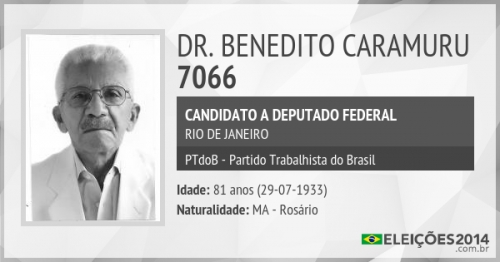 DR. BENEDITO CARAMURU
7066
CANDIDATO A DEPUTADO FEDERAL
RIO DE JANEIRO
PTdoB - Partido Trabalhista do Brasil
Idade: 81 anos (29-07-1933)
Naturalidade: MA - Rosário
ELEIÇÕES2014
.com.br